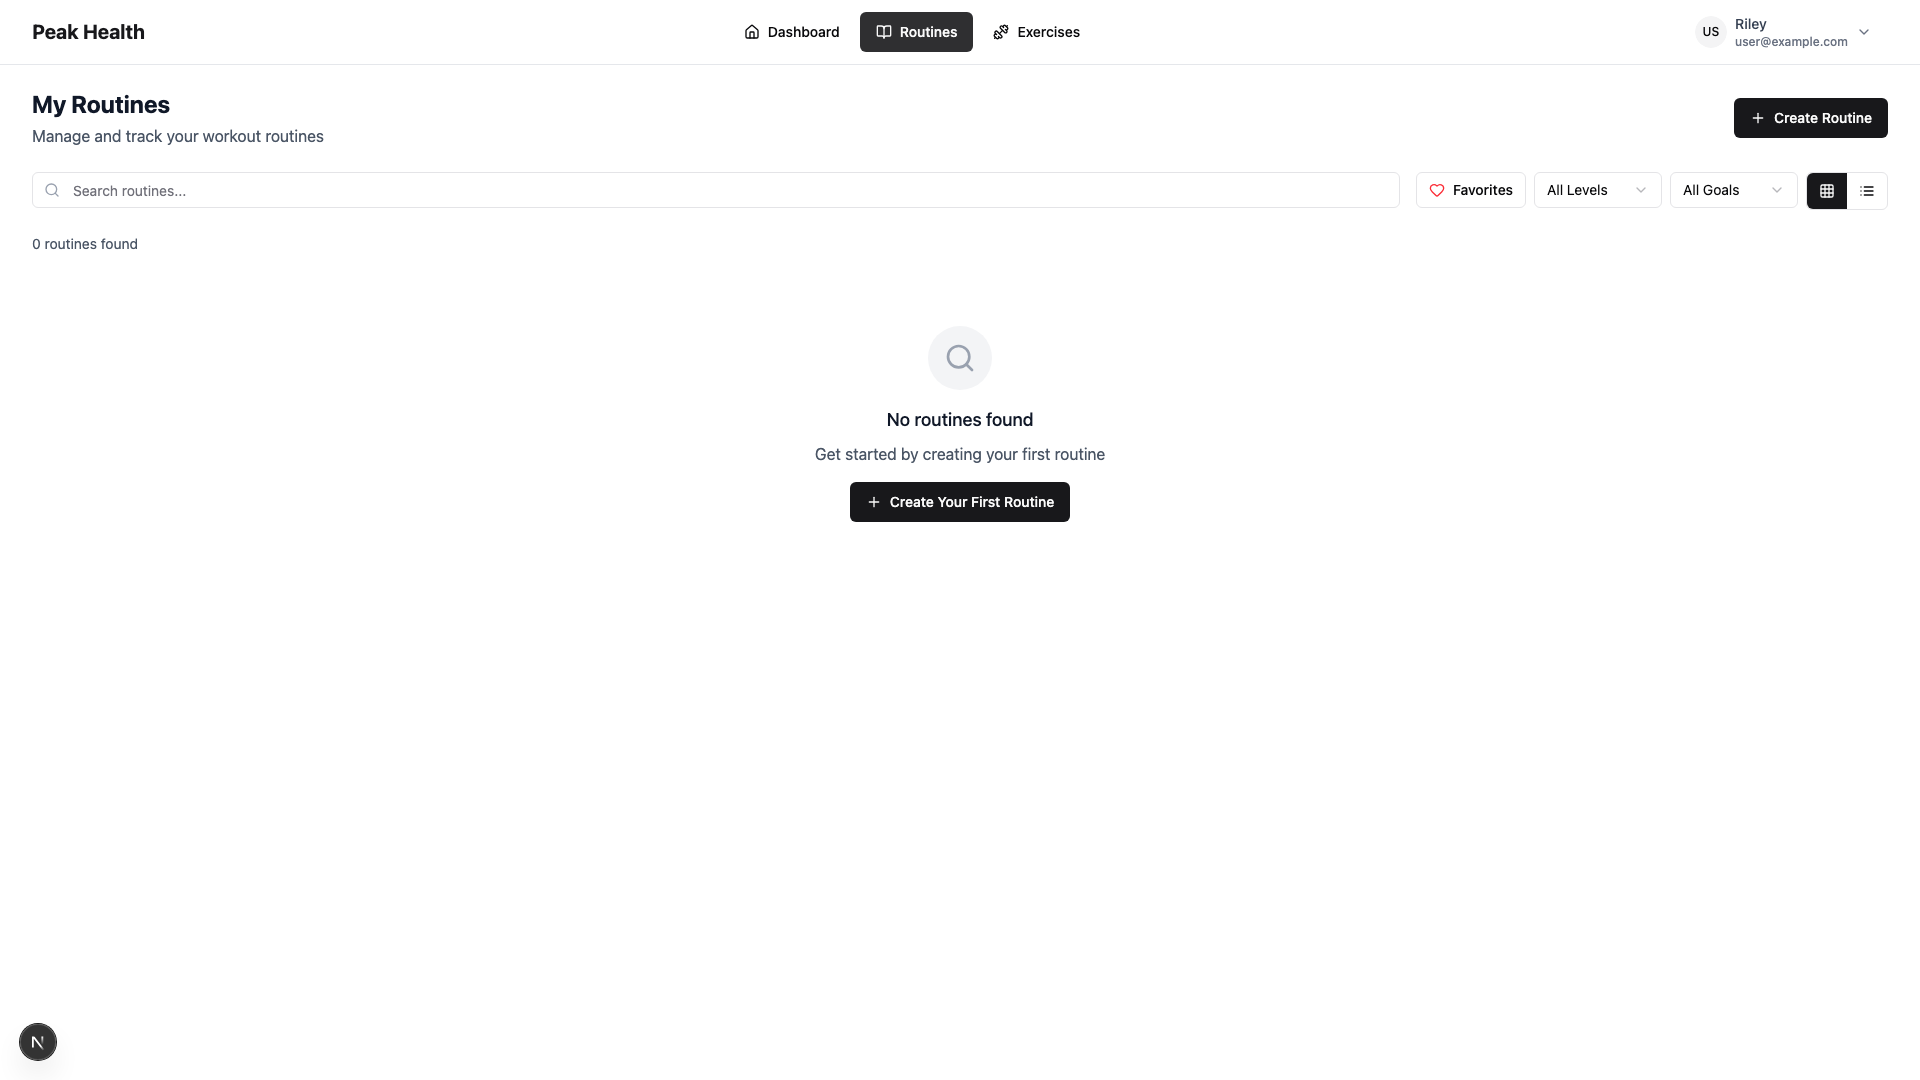 Peak Health
Dashboard
Routines
Exercises
US
Riley
user@example.com
My Routines
Manage and track your workout routines
Create Routine
Search routines...
Favorites
All Levels
All Goals
0 routines found
No routines found
Get started by creating your first routine
Create Your First Routine
N